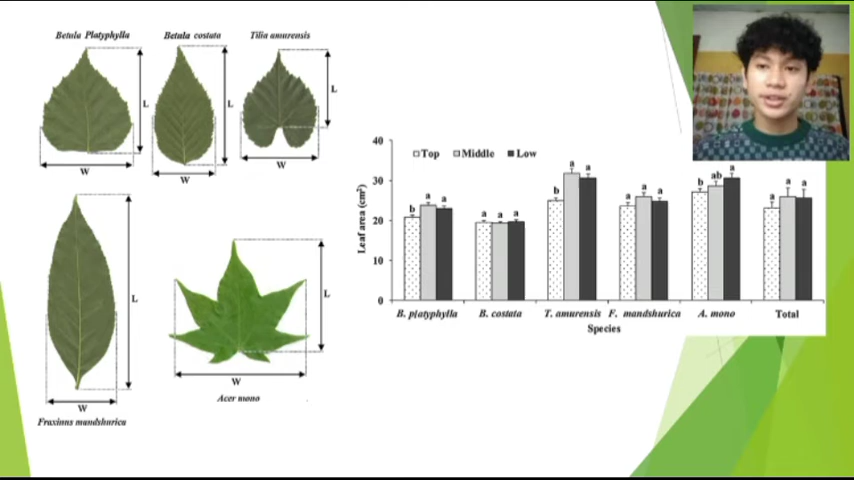 Betula Platyphylla
Betula costata
Tilia amurensis
L
L
L
W
W
W
L
W
Fraxinus mandshurica
L
W
Acer mono
40
30
20
10
0
Leaf area (cm²)
Top Middle Low
b a a
a a a
b a a
a a a
b ab a
a a a
B. platyphylla B. costata T. amurensis F. mandshurica A. mono Total
Species